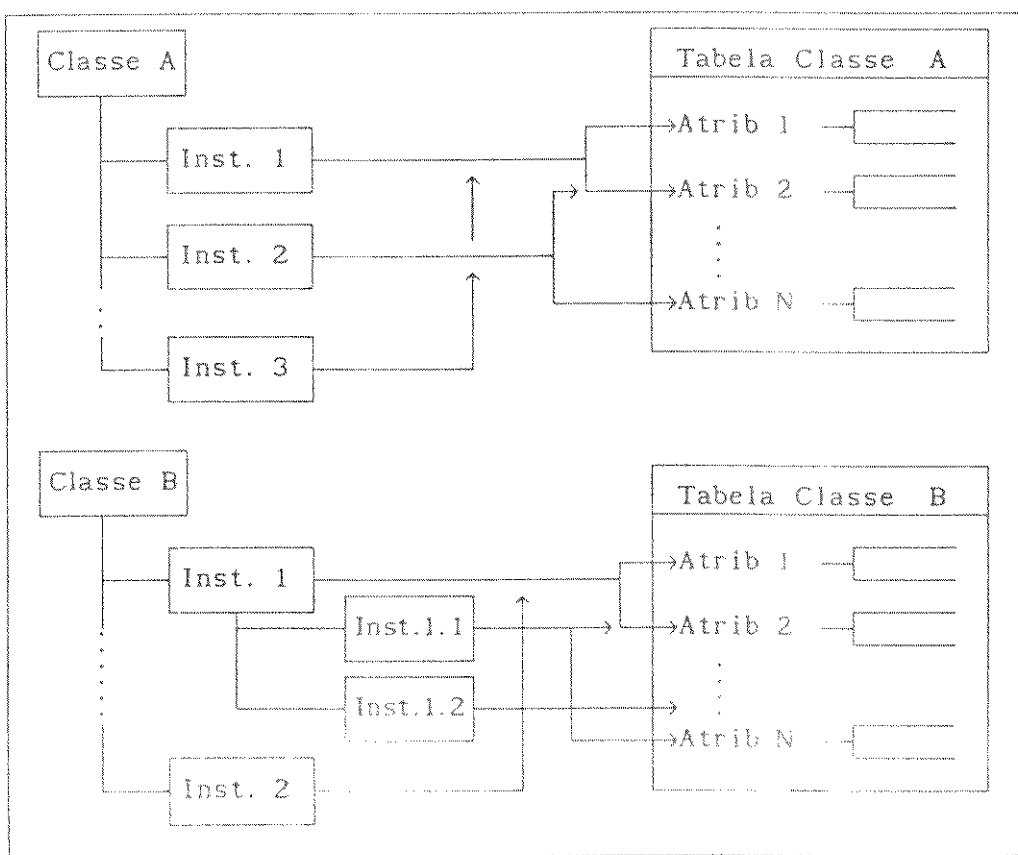 Classe A
Tabela Classe A
Atrib 1
Inst. 1
Atrib 2
Inst. 2
Atrib N
Inst. 3
Classe B
Tabela Classe B
Atrib 1
Inst. 1
Inst.1.1
Atrib 2
Inst.1.2
Atrib N
Inst. 2